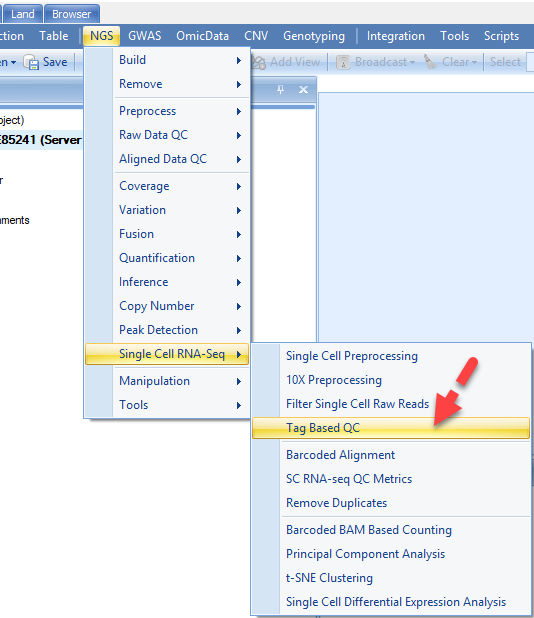 Land Browser
ction Table NGS GWAS OmicData CNV Genotyping Integration Tools Scripts
en Save Add View Broadcast Clear Select
Build
Remove
oject)
Preprocess
E85241 (Server
Raw Data QC
Aligned Data QC
r
Coverage
Variation
ments
Fusion
Quantification
Inference
Copy Number
Peak Detection
Single Cell RNA-Seq
Manipulation
Tools
Single Cell Preprocessing
10X Preprocessing
Filter Single Cell Raw Reads
Tag Based QC
Barcoded Alignment
SC RNA-seq QC Metrics
Remove Duplicates
Barcoded BAM Based Counting
Principal Component Analysis
t-SNE Clustering
Single Cell Differential Expression Analysis